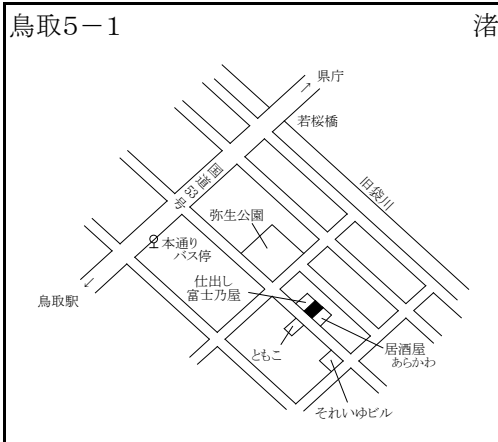 鳥取5－1
渚
県庁
若桜橋
旧袋川
国道53号
弥生公園
本通り
バス停
鳥取駅
仕出し
富士乃屋
ともこ
居酒屋
あらかわ
それいゆビル